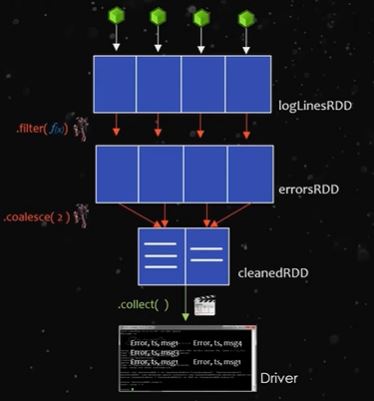 logLinesRDD
.filter( f(x) )
errorsRDD
.coalesce( 2 )
cleanedRDD
.collect( )
Error, ts, msg1 Error, ts, msg4
Error, ts, msg3
Error, ts, msg1 Error, ts, msg1
Driver